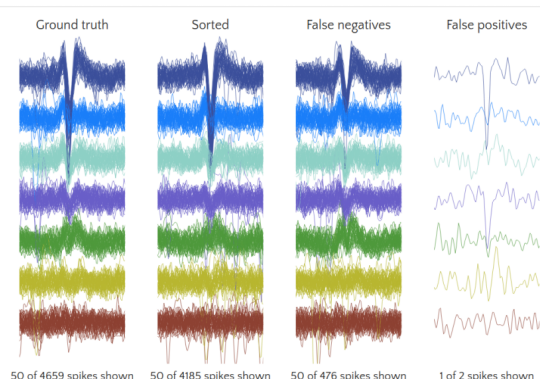 Ground truth Sorted False negatives False positives
50 of 4659 spikes shown 50 of 4185 spikes shown 50 of 476 spikes shown 1 of 2 spikes shown